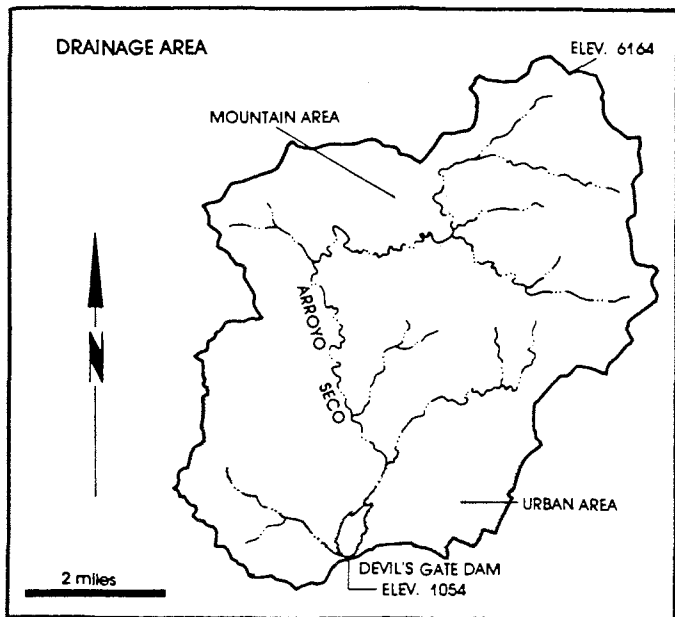 DRAINAGE AREA
ELEV. 6164
MOUNTAIN AREA
ARROYO
SECO
N
URBAN AREA
DEVIL'S GATE DAM
ELEV. 1054
2 miles